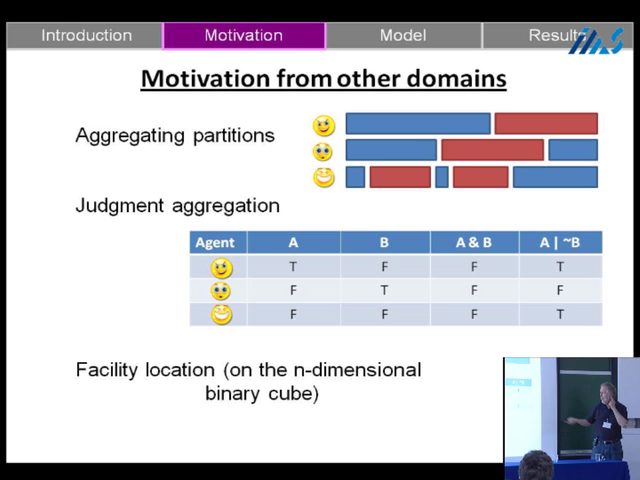 Introduction Motivation Model Results
Motivation from other domains
Aggregating partitions
Judgment aggregation
Agent A B A & B A | ~B
T F F T
F T F F
F F F T
Facility location (on the n-dimensional
binary cube)